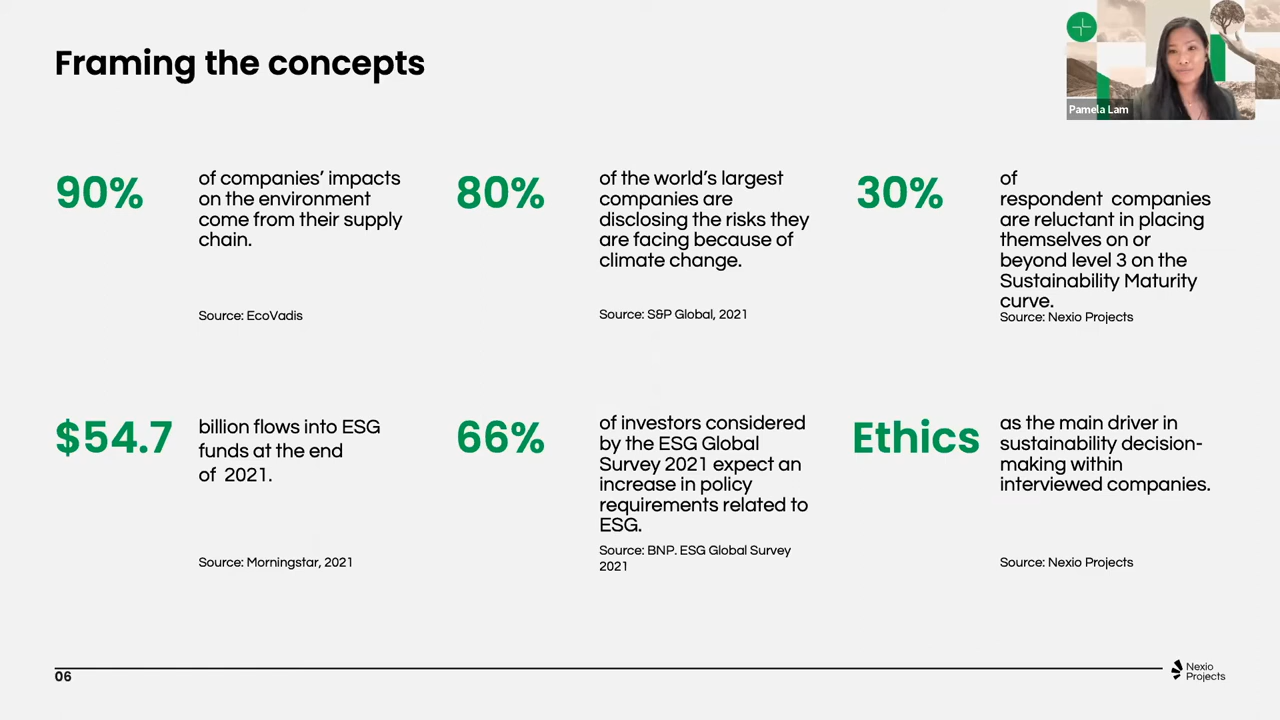 Framing the concepts
Pamela Lam
90%
of companies’ impacts
on the environment
come from their supply
chain.
Source: EcoVadis
80%
of the world’s largest
companies are
disclosing the risks they
are facing because of
climate change.
Source: S&P Global, 2021
30%
of
respondent  companies
are reluctant in placing
themselves on or
beyond level 3 on the
Sustainability Maturity
curve.
Source: Nexio Projects
$54.7
billion flows into ESG
funds at the end
of  2021.
Source: Morningstar, 2021
66%
of investors considered
by the ESG Global
Survey 2021 expect an
increase in policy
requirements related to
ESG.
Source: BNP. ESG Global Survey
2021
Ethics
as the main driver in
sustainability decision-
making within
interviewed companies.
Source: Nexio Projects
06
Nexio
Projects